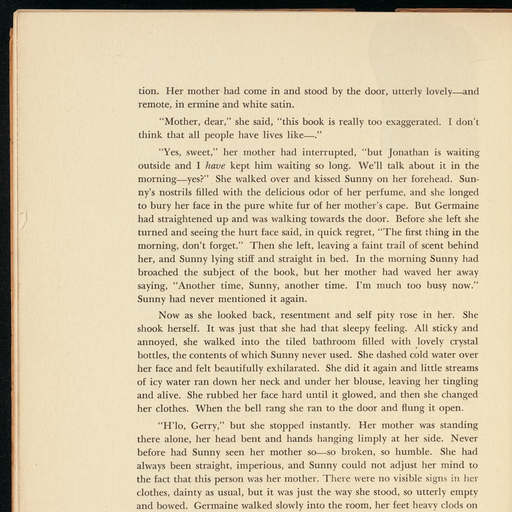 tion. Her mother had come in and stood by the door, utterly lovely—and
remote, in ermine and white satin.
"Mother, dear," she said, "this book is really too exaggerated. I don't
think that all people have lives like—."
"Yes, sweet," her mother had interrupted, "but Jonathan is waiting
outside and I have kept him waiting so long. We'll talk about it in the
morning—yes?" She walked over and kissed Sunny on her forehead. Sun-
ny's nostrils filled with the delicious odor of her perfume, and she longed
to bury her face in the pure white fur of her mother's cape. But Germaine
had straightened up and was walking towards the door. Before she left she
turned and seeing the hurt face said, in quick regret, "The first thing in the
morning, don't forget." Then she left, leaving a faint trail of scent behind
her, and Sunny lying stiff and straight in bed. In the morning Sunny had
broached the subject of the book, but her mother had waved her away
saying, "Another time, Sunny, another time. I'm much too busy now."
Sunny had never mentioned it again.
Now as she looked back, resentment and self pity rose in her. She
shook herself. It was just that she had that sleepy feeling. All sticky and
annoyed, she walked into the tiled bathroom filled with lovely crystal
bottles, the contents of which Sunny never used. She dashed cold water over
her face and felt beautifully exhilarated. She did it again and little streams
of icy water ran down her neck and under her blouse, leaving her tingling
and alive. She rubbed her face hard until it glowed, and then she changed
her clothes. When the bell rang she ran to the door and flung it open.
"H'lo, Gerry," but she stopped instantly. Her mother was standing
there alone, her head bent and hands hanging limply at her side. Never
before had Sunny seen her mother so—so broken, so humble. She had
always been straight, imperious, and Sunny could not adjust her mind to
the fact that this person was her mother. There were no visible signs in her
clothes, dainty as usual, but it was just the way she stood, so utterly empty
and bowed. Germaine walked slowly into the room, her feet heavy clods on